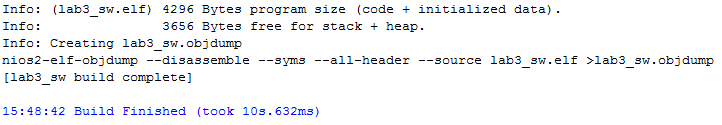 Info: (lab3_sw.elf) 4296 Bytes program size (code + initialized data).
Info:               3656 Bytes free for stack + heap.
Info: Creating lab3_sw.objdump
nios2-elf-objdump --disassemble --syms --all-header --source lab3_sw.elf >lab3_sw.objdump
[lab3_sw build complete]

15:48:42 Build Finished (took 10s.632ms)